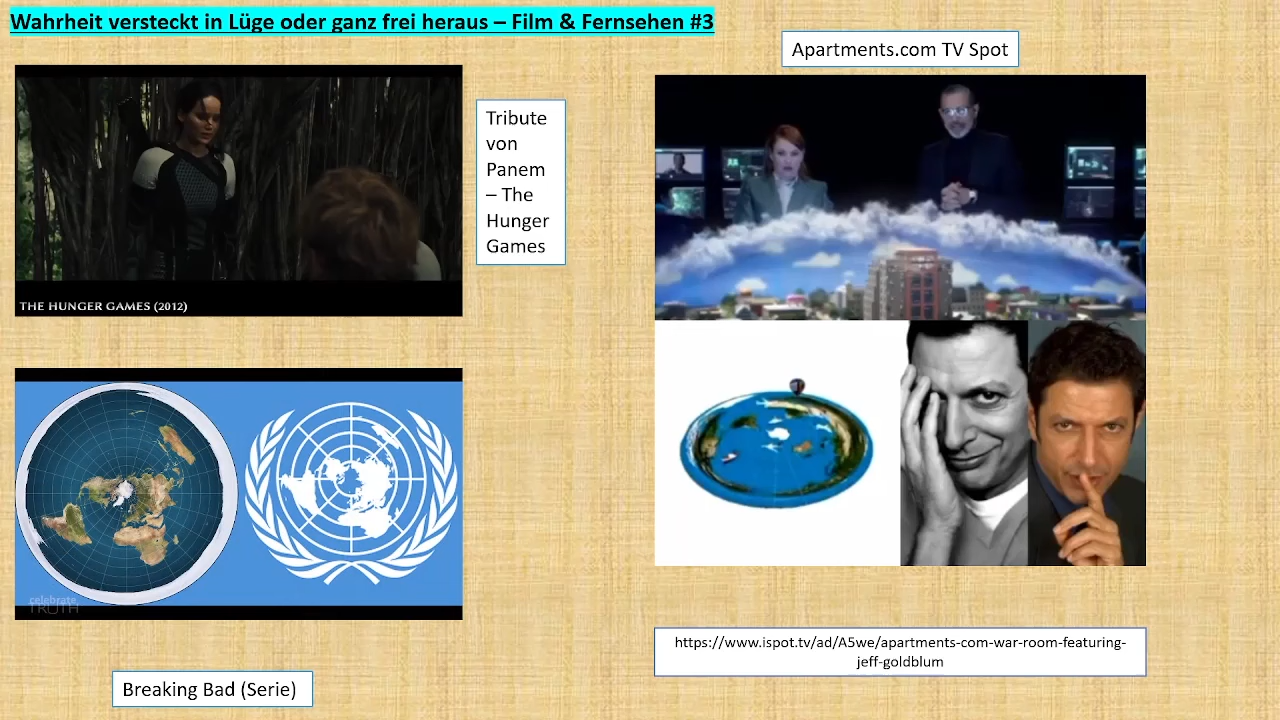 Wahrheit versteckt in Lüge oder ganz frei heraus – Film & Fernsehen #3
Apartments.com TV Spot
Tribute
von
Panem
– The
Hunger
Games
THE HUNGER GAMES (2012)
celebrate
TRUTH
https://www.ispot.tv/ad/A5we/apartments-com-war-room-featuring-
jeff-goldblum
Breaking Bad (Serie)